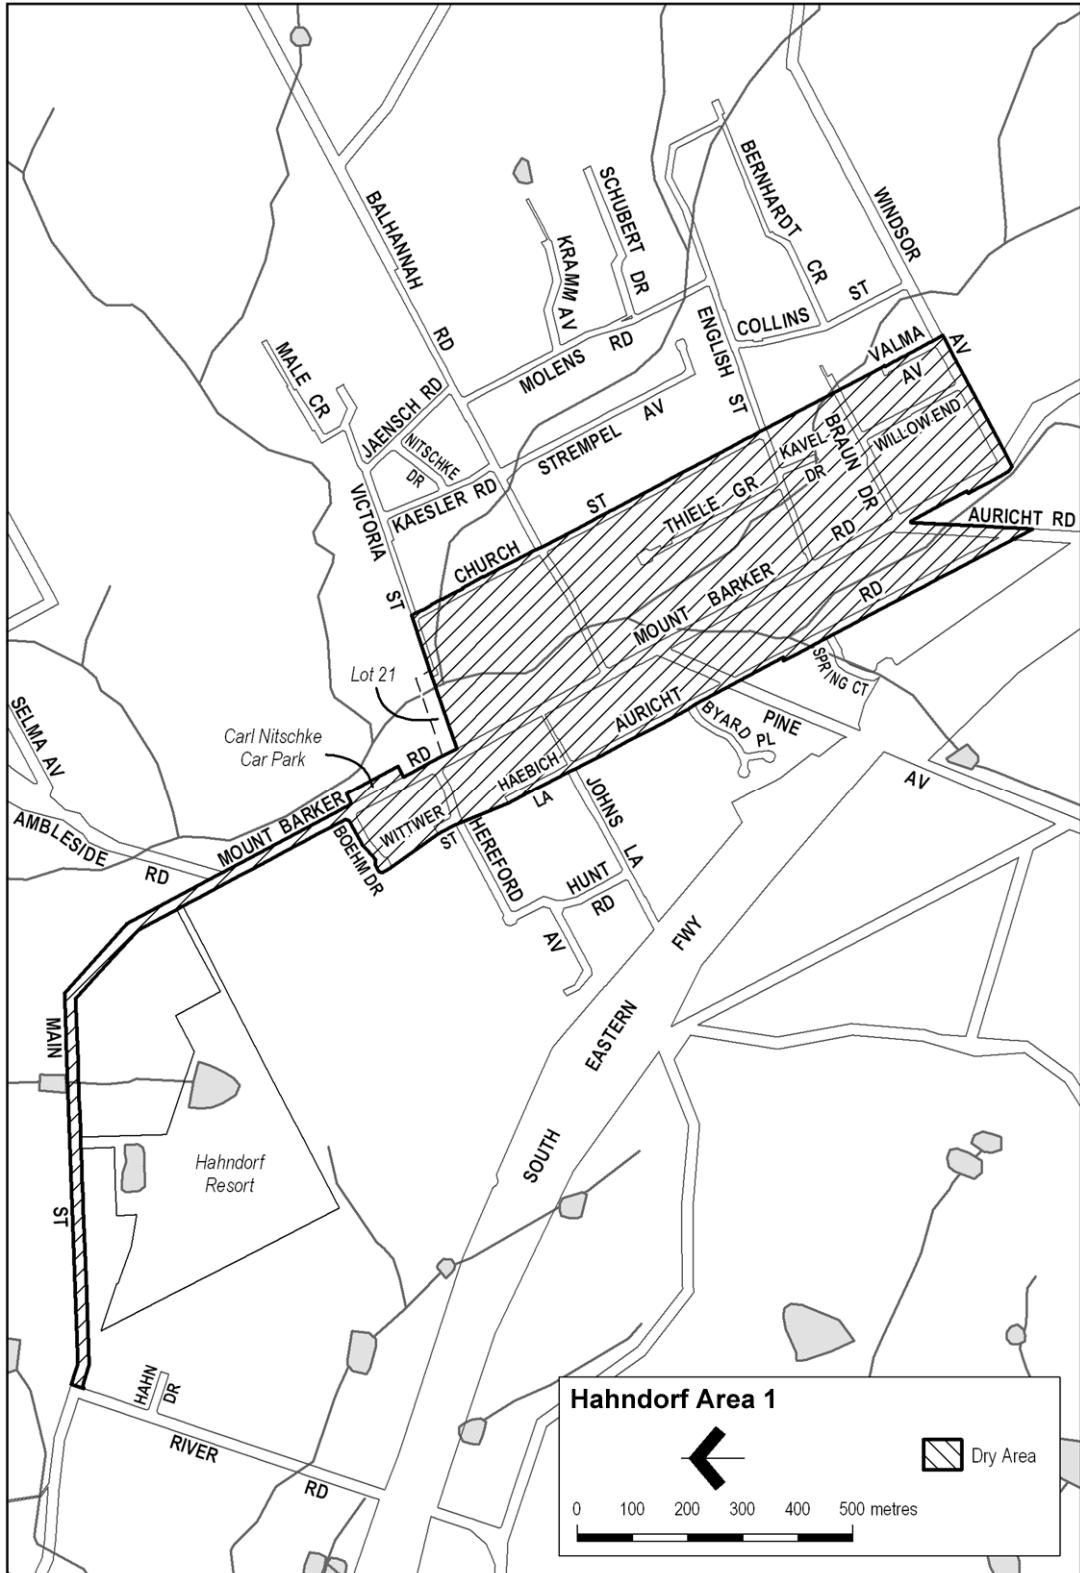 BALHANNAH RD
SCHUBERT DR
BERNHARDT CR
WINDSOR AV
KRAMM AV
MOLENS RD
ENGLISH ST
COLLINS ST
VALMA AV
MALE CR
JAENSCH RD
NITSCHKE DR
STREMPEL AV
KAVEL DR
BRAUN DR
WILLOW END
KAESLER RD
VICTORIA ST
CHURCH ST
THIELE GR
AURICHT RD
MOUNT BARKER RD
Lot 21
Carl Nitschke
Car Park
SELMA AV
AURICHT RD
SPRING CT
BYARD PL
PINE AV
HAEBICH LA
JOHNS LA
RD
MOUNT BARKER
WITTWER ST
BOEHM DR
HEREFORD AV
HUNT RD
AMBLESIDE RD
SOUTH EASTERN FWY
MAIN ST
Hahndorf
Resort
HAHN DR
RIVER RD
Hahndorf Area 1
Dry Area
0 100 200 300 400 500 metres